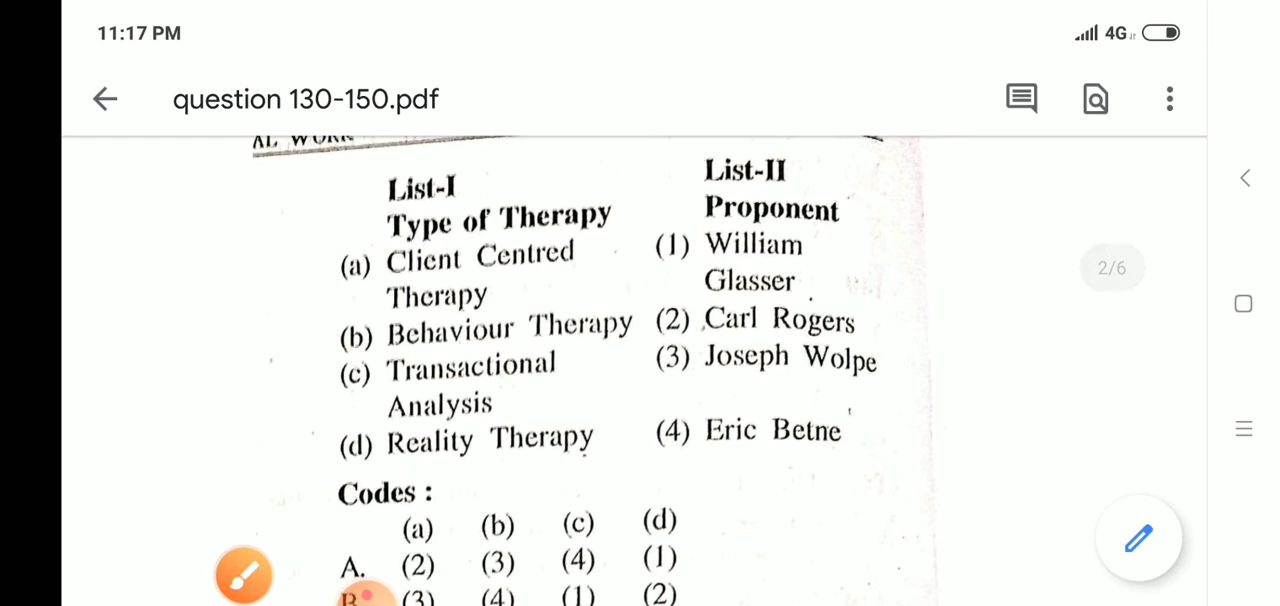 11:17 PM
4G
question 130-150.pdf
AL WORK
List-I
List-II
Type of Therapy
Proponent
(a) Client Centred Therapy
(1) William Glasser
(b) Behaviour Therapy
(2) Carl Rogers
(c) Transactional Analysis
(3) Joseph Wolpe
(d) Reality Therapy
(4) Eric Betne
2/6
Codes :
(a) (b) (c) (d)
A. (2) (3) (4) (1)
B. (3) (4) (1) (2)